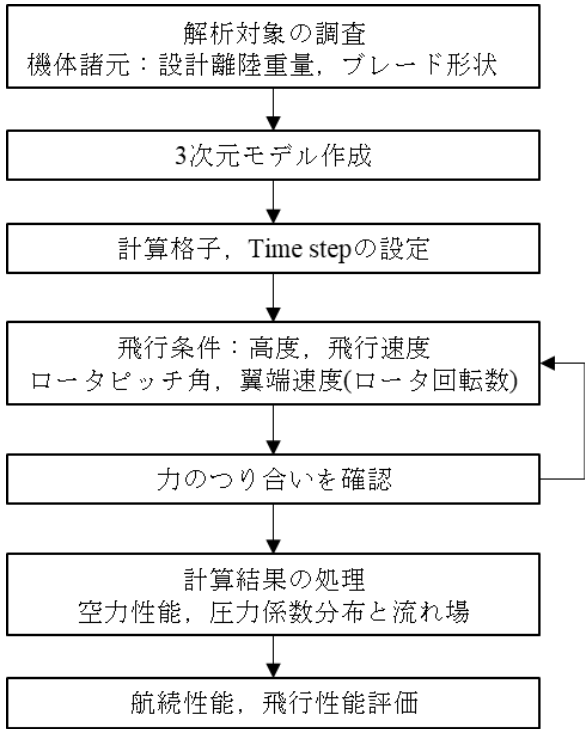 解析対象の調査
機体諸元：設計離陸重量，ブレード形状
3次元モデル作成
計算格子，Time stepの設定
飛行条件：高度，飛行速度
ロータピッチ角，翼端速度(ロータ回転数)
力のつり合いを確認
計算結果の処理
空力性能，圧力係数分布と流れ場
航続性能，飛行性能評価